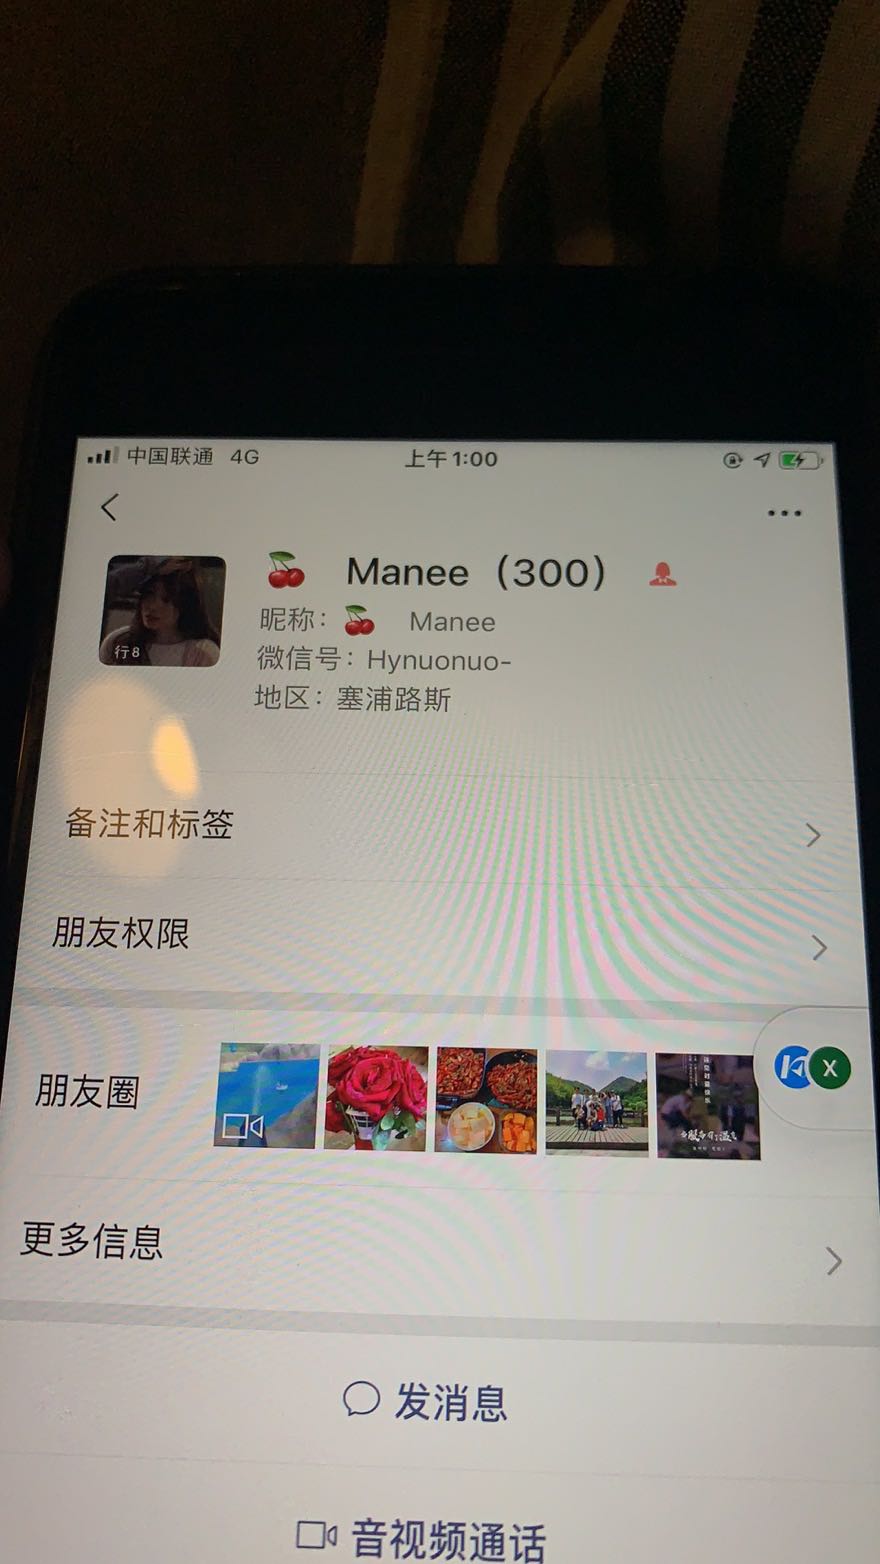 中国联通 4G 上午1:00
🍒 Manee（300）
昵称：🍒 Manee
微信号：Hynuonuo-
地区：塞浦路斯
行8
备注和标签
朋友权限
朋友圈
X
更多信息
发消息
音视频通话